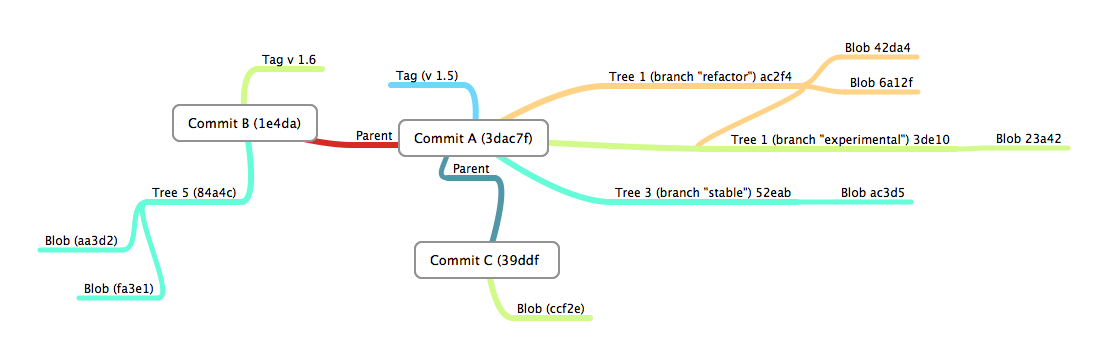 Blob 42da4
Tag v 1.6
Tag (v 1.5)
Tree 1 (branch "refactor") ac2f4
Blob 6a12f
Commit B (1e4da)
Parent
Commit A (3dac7f)
Tree 1 (branch "experimental") 3de10
Blob 23a42
Parent
Tree 5 (84a4c)
Tree 3 (branch "stable") 52eab
Blob ac3d5
Blob (aa3d2)
Commit C (39ddf
Blob (fa3e1)
Blob (ccf2e)